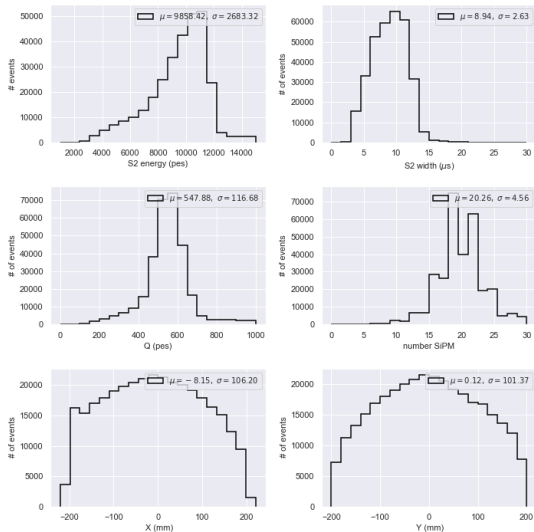 μ = 9858.42, σ = 2683.32
50000
40000
30000
20000
10000
0
# of events
2000 4000 6000 8000 10000 12000 14000
S2 energy (pes)
μ = 8.94, σ = 2.63
60000
50000
40000
30000
20000
10000
0
# of events
0 5 10 15 20 25 30
S2 width (μs)
μ = 547.88, σ = 116.68
70000
60000
50000
40000
30000
20000
10000
0
# of events
0 200 400 600 800 1000
Q (pes)
μ = 20.26, σ = 4.56
70000
60000
50000
40000
30000
20000
10000
0
# of events
0 5 10 15 20 25 30
number SiPM
μ = −8.15, σ = 106.20
20000
15000
10000
5000
0
# of events
−200 −100 0 100 200
X (mm)
μ = 0.12, σ = 101.37
20000
17500
15000
12500
10000
7500
5000
2500
0
# of events
−200 −100 0 100 200
Y (mm)